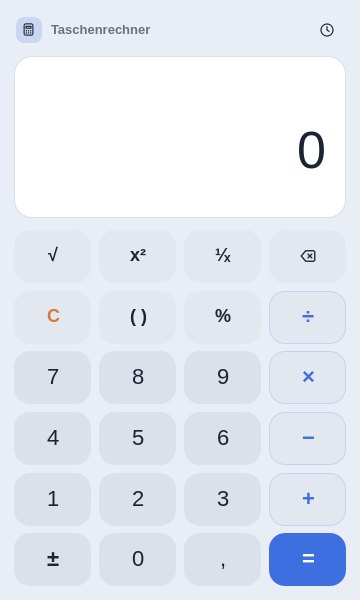 Taschenrechner
0
√ x² ¹⁄ₓ
C ( ) % ÷
7 8 9 ×
4 5 6 −
1 2 3 +
± 0 , =